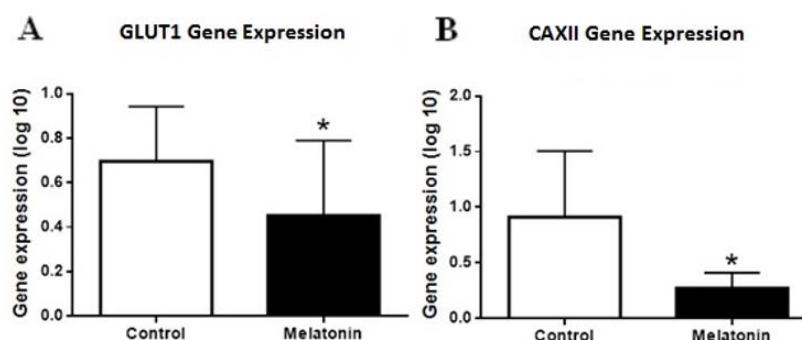 A
GLUT1 Gene Expression
Gene expression (log 10)
1.0
0.8
0.6
0.4
0.2
0.0
*
Control
Melatonin
B
CAXII Gene Expression
Gene expression (log 10)
2.0
1.5
1.0
0.5
0.0
*
Control
Melatonin